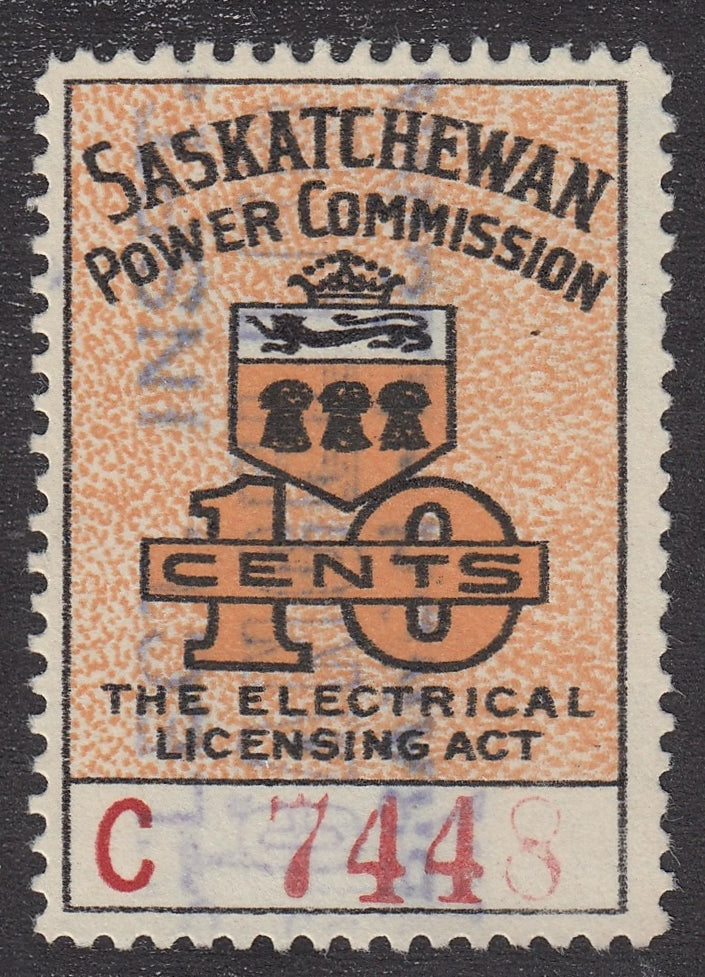 SASKATCHEWAN
POWER COMMISSION
10
CENTS
THE ELECTRICAL
LICENSING ACT
C 7448